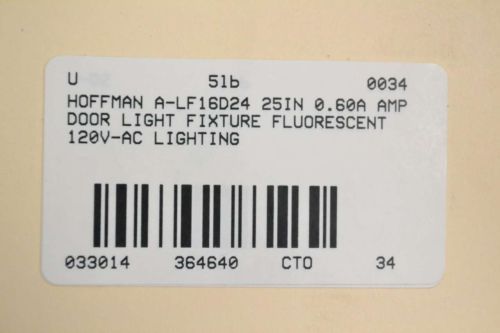 U 51b 0034
HOFFMAN A-LF16D24 25IN 0.60A AMP
DOOR LIGHT FIXTURE FLUORESCENT
120V-AC LIGHTING
033014 364640 CTO 34